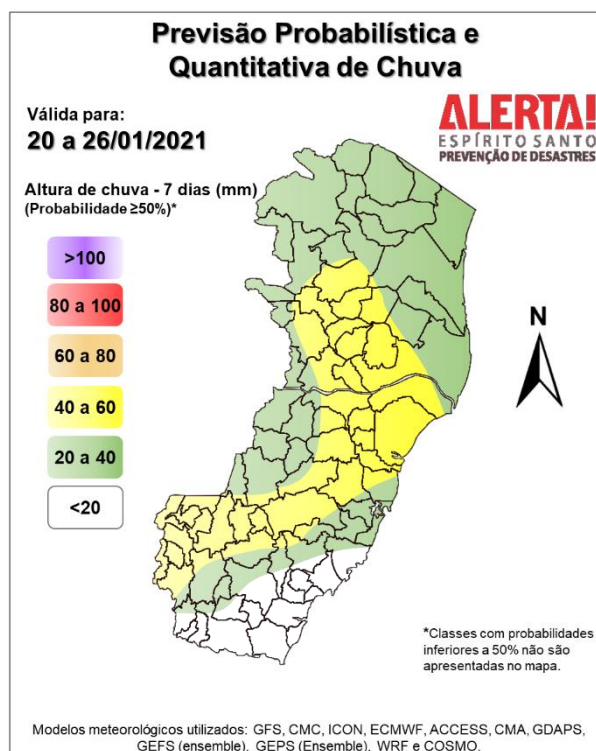 Previsão Probabilística e
Quantitativa de Chuva
Válida para:
20 a 26/01/2021
ALERTA!
ESPÍRITO SANTO
PREVENÇÃO DE DESASTRES
Altura de chuva - 7 dias (mm)
(Probabilidade ≥50%)*
>100
80 a 100
60 a 80
40 a 60
20 a 40
<20
N
*Classes com probabilidades
inferiores a 50% não são
apresentadas no mapa.
Modelos meteorológicos utilizados: GFS, CMC, ICON, ECMWF, ACCESS, CMA, GDAPS,
GEFS (ensemble), GEPS (Ensemble), WRF e COSMO.